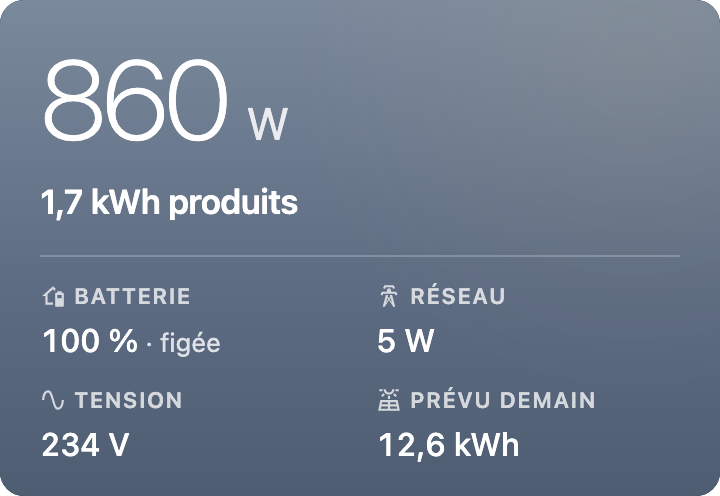 860 W
1,7 kWh produits
BATTERIE
100 % · figée
RÉSEAU
5 W
TENSION
234 V
PRÉVU DEMAIN
12,6 kWh